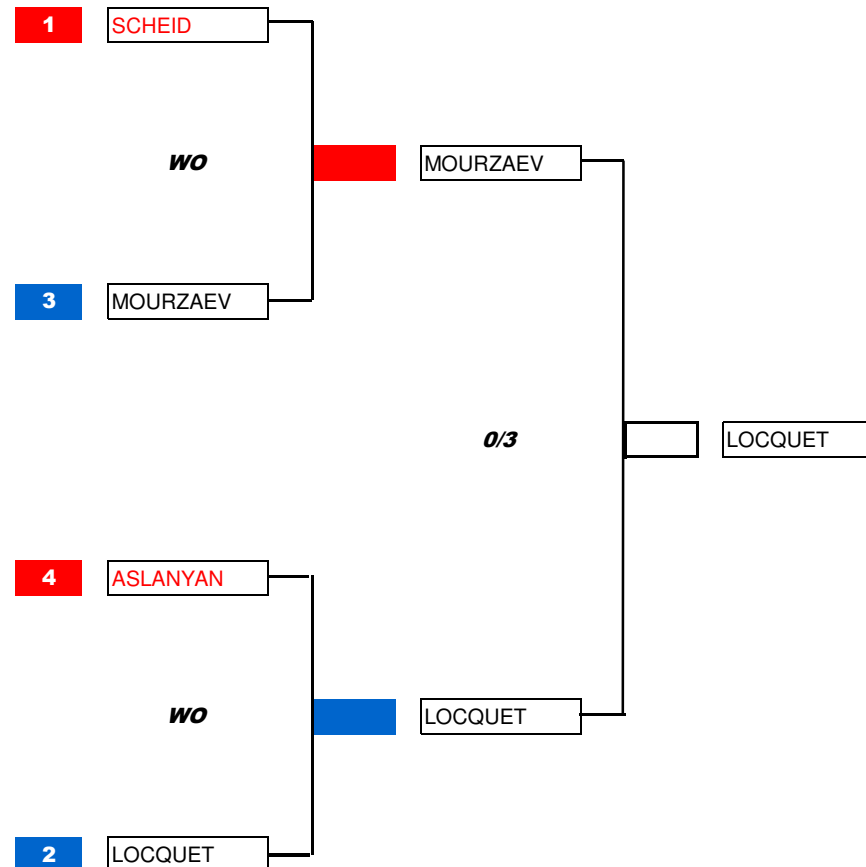 1 SCHEID
WO
MOURZAEV
3 MOURZAEV
0/3
LOCQUET
4 ASLANYAN
WO
LOCQUET
2 LOCQUET